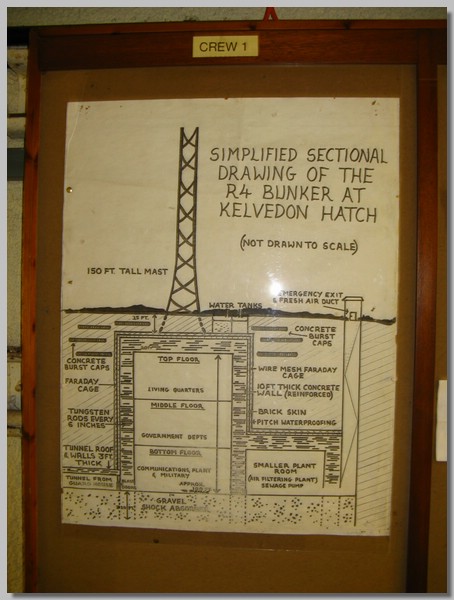 CREW 1
SIMPLIFIED SECTIONAL
DRAWING OF THE
R4 BUNKER AT
KELVEDON HATCH
(NOT DRAWN TO SCALE)
150 FT. TALL MAST
EMERGENCY EXIT
& FRESH AIR DUCT
WATER TANKS
CONCRETE
BURST
CAPS
CONCRETE
BURST CAPS
FARADAY
CAGE
TUNGSTEN
RODS EVERY
6 INCHES
TUNNEL ROOF
& WALLS 3FT.
THICK
TUNNEL FROM
TOP FLOOR
LIVING QUARTERS
MIDDLE FLOOR
GOVERNMENT DEPTS
BOTTOM FLOOR
COMMUNICATIONS, PLANT
& MILITARY
APPROX.
GRAVEL
SHOCK
WIRE MESH FARADAY
CAGE
10FT THICK CONCRETE
WALL (REINFORCED)
BRICK SKIN
+ PITCH WATERPROOFING
SMALLER PLANT
ROOM
(AIR FILTERING PLANT)
SEWAGE PUMP